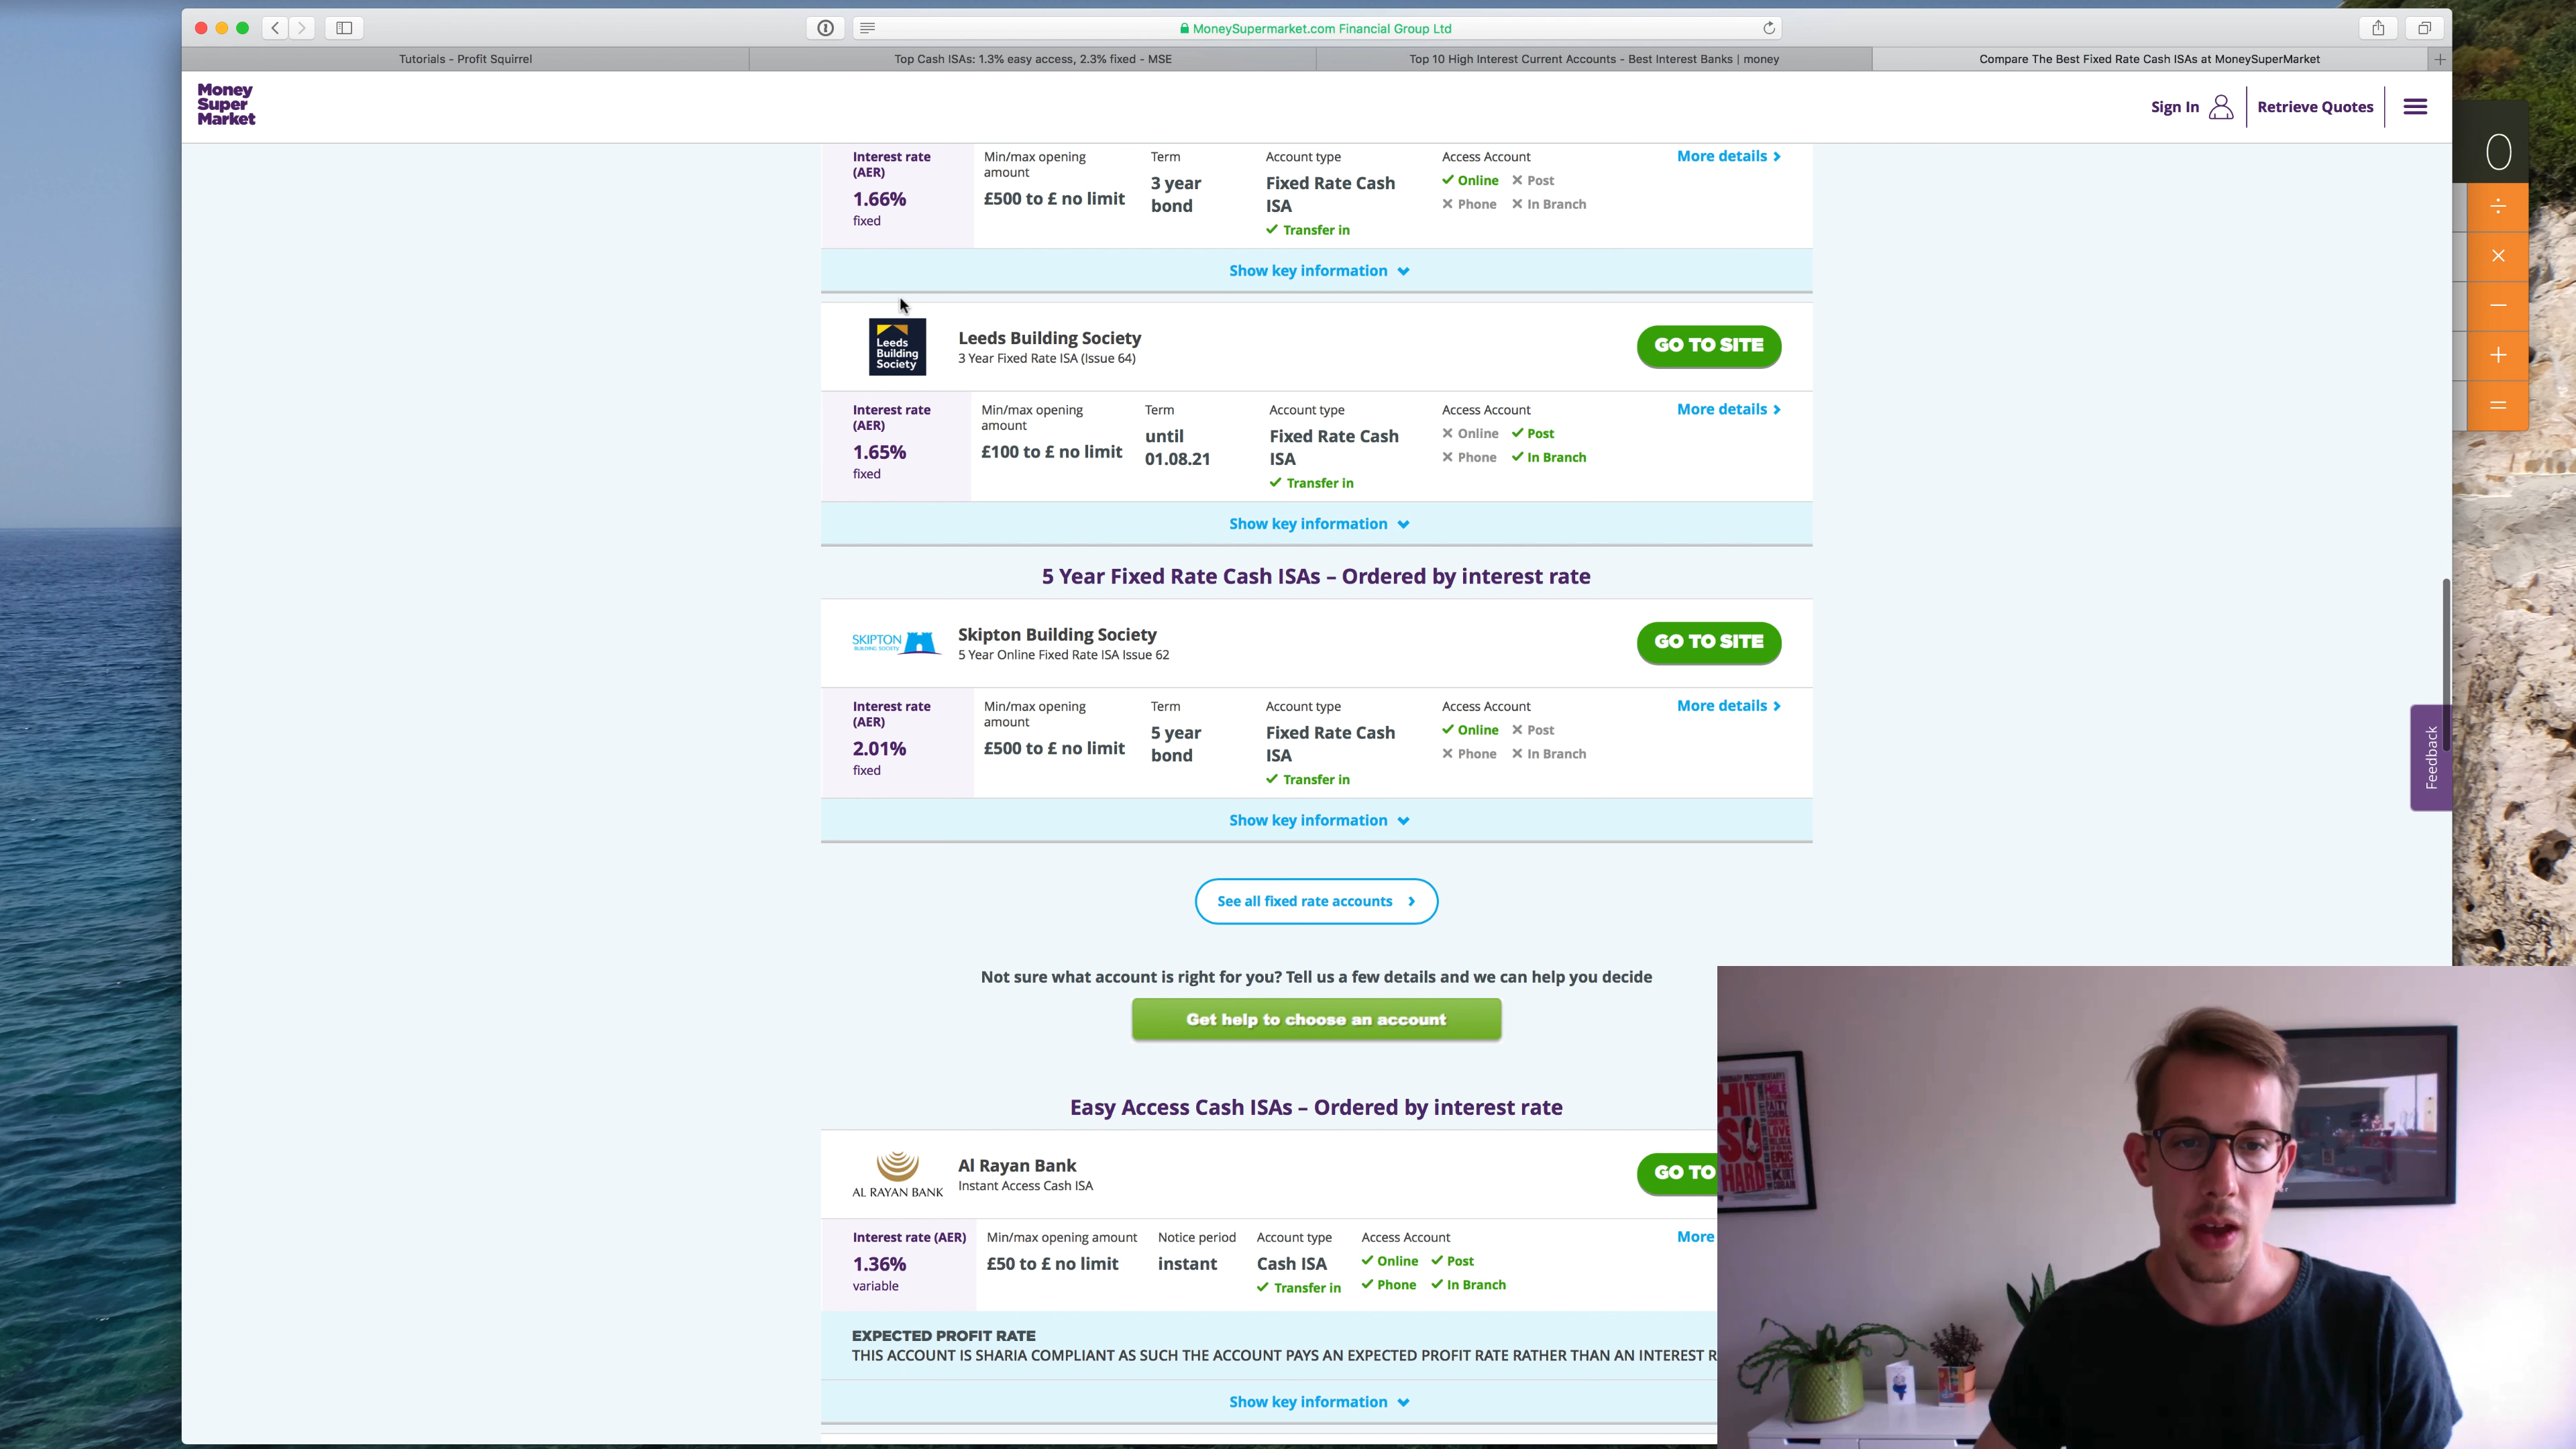 MoneySupermarket.com Financial Group Ltd
Tutorials - Profit Squirrel
Top Cash ISAs: 1.3% easy access, 2.3% fixed - MSE
Top 10 High Interest Current Accounts - Best Interest Banks | money
Compare The Best Fixed Rate Cash ISAs at MoneySuperMarket
Money
Super
Market
Sign In
Retrieve Quotes
0
÷
×
−
+
=
Interest rate
(AER)
1.66%
fixed
Min/max opening
amount
£500 to £ no limit
Term
3 year
bond
Account type
Fixed Rate Cash
ISA
Transfer in
Access Account
Online Post
Phone In Branch
More details
Show key information
Leeds
Building
Society
Leeds Building Society
3 Year Fixed Rate ISA (Issue 64)
GO TO SITE
Interest rate
(AER)
1.65%
fixed
Min/max opening
amount
£100 to £ no limit
Term
until
01.08.21
Account type
Fixed Rate Cash
ISA
Transfer in
Access Account
Online Post
Phone In Branch
More details
Show key information
5 Year Fixed Rate Cash ISAs – Ordered by interest rate
SKIPTON
BUILDING SOCIETY
Skipton Building Society
5 Year Online Fixed Rate ISA Issue 62
GO TO SITE
Interest rate
(AER)
2.01%
fixed
Min/max opening
amount
£500 to £ no limit
Term
5 year
bond
Account type
Fixed Rate Cash
ISA
Transfer in
Access Account
Online Post
Phone In Branch
More details
Show key information
Feedback
See all fixed rate accounts
Not sure what account is right for you? Tell us a few details and we can help you decide
Get help to choose an account
Easy Access Cash ISAs – Ordered by interest rate
AL RAYAN BANK
Al Rayan Bank
Instant Access Cash ISA
GO TO
Interest rate (AER)
1.36%
variable
Min/max opening amount
£50 to £ no limit
Notice period
instant
Account type
Cash ISA
Transfer in
Access Account
Online Post
Phone In Branch
More
EXPECTED PROFIT RATE
THIS ACCOUNT IS SHARIA COMPLIANT AS SUCH THE ACCOUNT PAYS AN EXPECTED PROFIT RATE RATHER THAN AN INTEREST R
Show key information
HARD